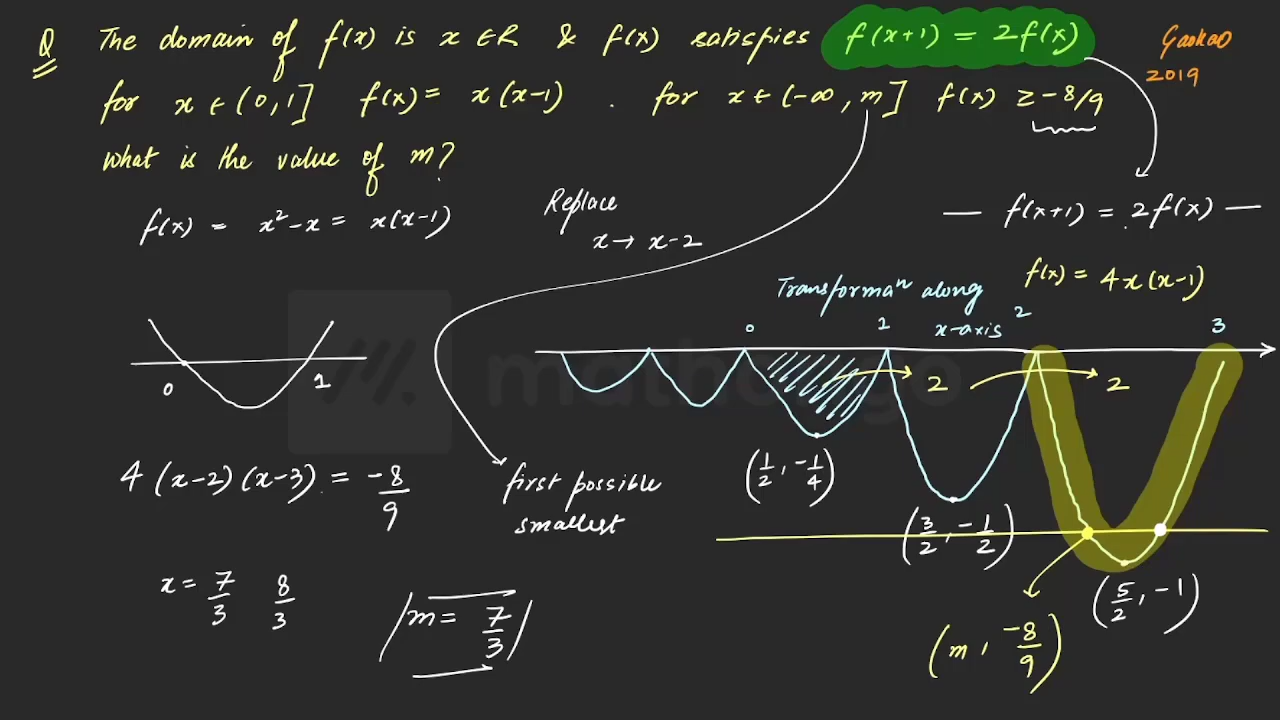 Q The domain of f(x) is x ∈ R & f(x) satisfies f(x+1) = 2f(x)
Gaokao
2019
for x ∈ (0,1] f(x) = x(x-1) . for x ∈ (-∞, m] f(x) ≥ -8/9
what is the value of m?
f(x) = x²-x = x(x-1)
Replace
x → x-2
— f(x+1) = 2f(x) —
f(x) = 4x(x-1)
Transformaⁿ along
x-axis
0 1 2 3
0 1
2 2
mathongo
4 (x-2) (x-3) = -8/9
first possible
smallest
(1/2, -1/4)
(3/2, -1/2)
(5/2, -1)
x = 7/3 8/3
m = 7/3
(m, -8/9)